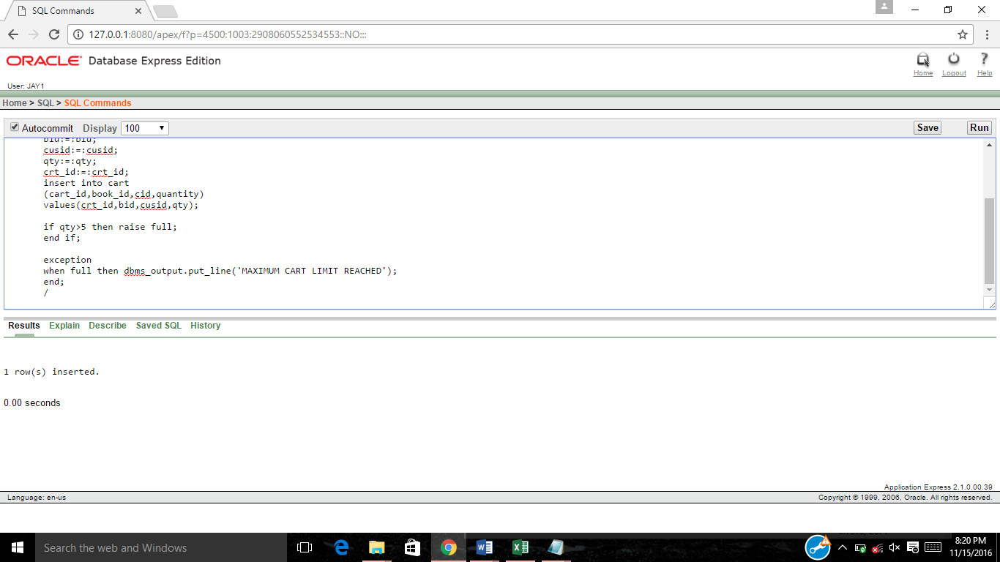 SQL Commands
127.0.0.1:8080/apex/f?p=4500:1003:2908060552534553::NO:::
ORACLE Database Express Edition
Home Logout Help
User: JAY1
Home > SQL > SQL Commands
Autocommit Display 100 Save Run
bid:=:bid;
cusid:=:cusid;
qty:=:qty;
crt_id:=:crt_id;
insert into cart
(cart_id,book_id,cid,quantity)
values(crt_id,bid,cusid,qty);
if qty>5 then raise full;
end if;
exception
when full then dbms_output.put_line('MAXIMUM CART LIMIT REACHED');
end;
/
Results Explain Describe Saved SQL History
1 row(s) inserted.
0.00 seconds
Application Express 2.1.0.00.39
Language: en-us Copyright © 1999, 2006, Oracle. All rights reserved.
Search the web and Windows
8:20 PM
11/15/2016